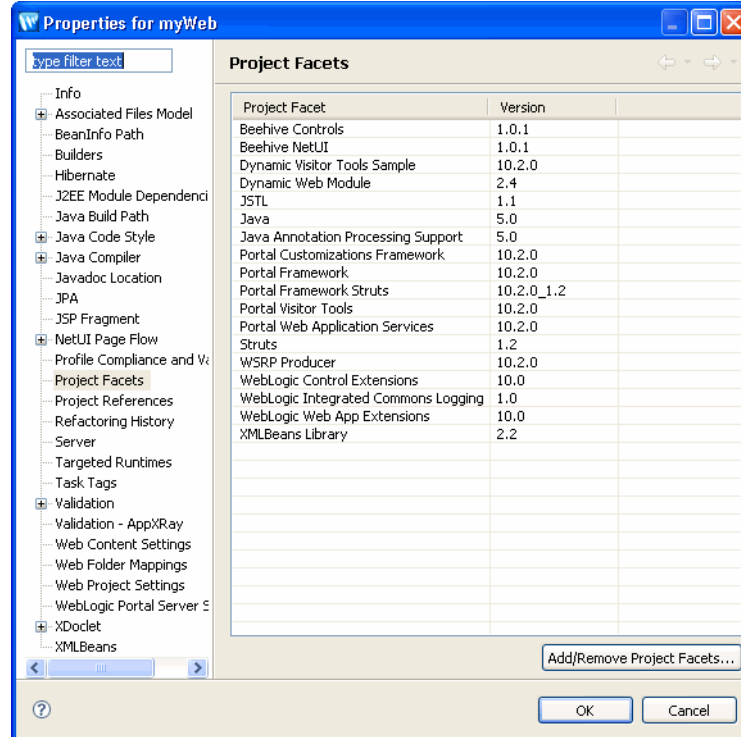 Properties for myWeb
type filter text
Info
Associated Files Model
BeanInfo Path
Builders
Hibernate
J2EE Module Dependenci
Java Build Path
Java Code Style
Java Compiler
Javadoc Location
JPA
JSP Fragment
NetUI Page Flow
Profile Compliance and Va
Project Facets
Project References
Refactoring History
Server
Targeted Runtimes
Task Tags
Validation
Validation - AppXRay
Web Content Settings
Web Folder Mappings
Web Project Settings
WebLogic Portal Server S
XDoclet
XMLBeans
Project Facets
Project Facet Version
Beehive Controls 1.0.1
Beehive NetUI 1.0.1
Dynamic Visitor Tools Sample 10.2.0
Dynamic Web Module 2.4
JSTL 1.1
Java 5.0
Java Annotation Processing Support 5.0
Portal Customizations Framework 10.2.0
Portal Framework 10.2.0
Portal Framework Struts 10.2.0_1.2
Portal Visitor Tools 10.2.0
Portal Web Application Services 10.2.0
Struts 1.2
WSRP Producer 10.2.0
WebLogic Control Extensions 10.0
WebLogic Integrated Commons Logging 1.0
WebLogic Web App Extensions 10.0
XMLBeans Library 2.2
Add/Remove Project Facets...
OK Cancel